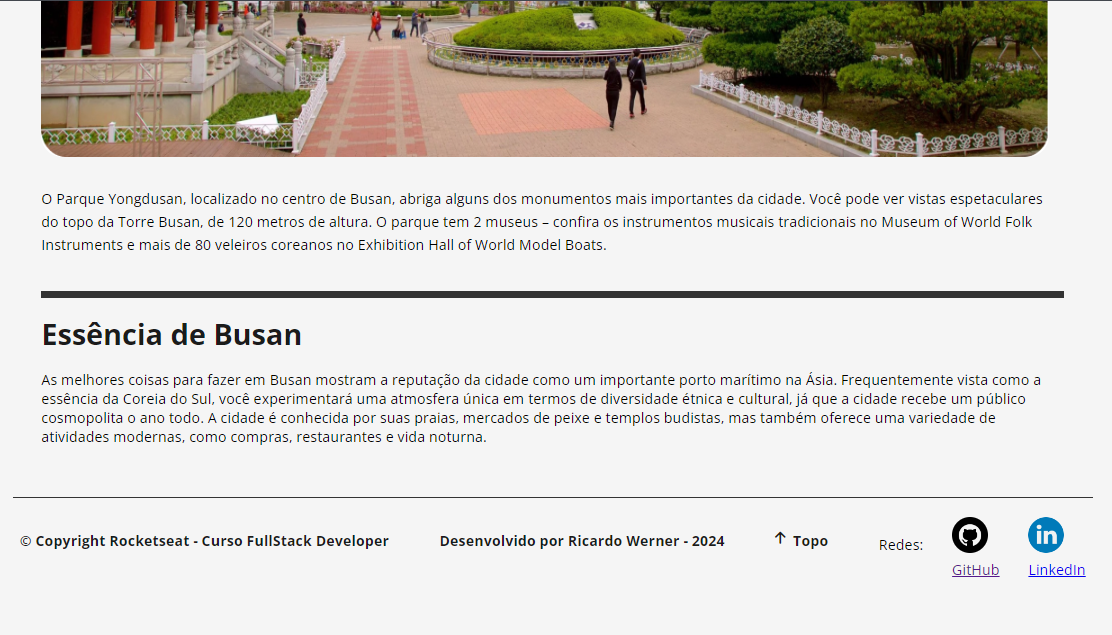 O Parque Yongdusan, localizado no centro de Busan, abriga alguns dos monumentos mais importantes da cidade. Você pode ver vistas espetaculares
do topo da Torre Busan, de 120 metros de altura. O parque tem 2 museus – confira os instrumentos musicais tradicionais no Museum of World Folk
Instruments e mais de 80 veleiros coreanos no Exhibition Hall of World Model Boats.
Essência de Busan
As melhores coisas para fazer em Busan mostram a reputação da cidade como um importante porto marítimo na Ásia. Frequentemente vista como a
essência da Coreia do Sul, você experimentará uma atmosfera única em termos de diversidade étnica e cultural, já que a cidade recebe um público
cosmopolita o ano todo. A cidade é conhecida por suas praias, mercados de peixe e templos budistas, mas também oferece uma variedade de
atividades modernas, como compras, restaurantes e vida noturna.
© Copyright Rocketseat - Curso FullStack Developer
Desenvolvido por Ricardo Werner - 2024
↑ Topo
Redes:
in
GitHub
LinkedIn